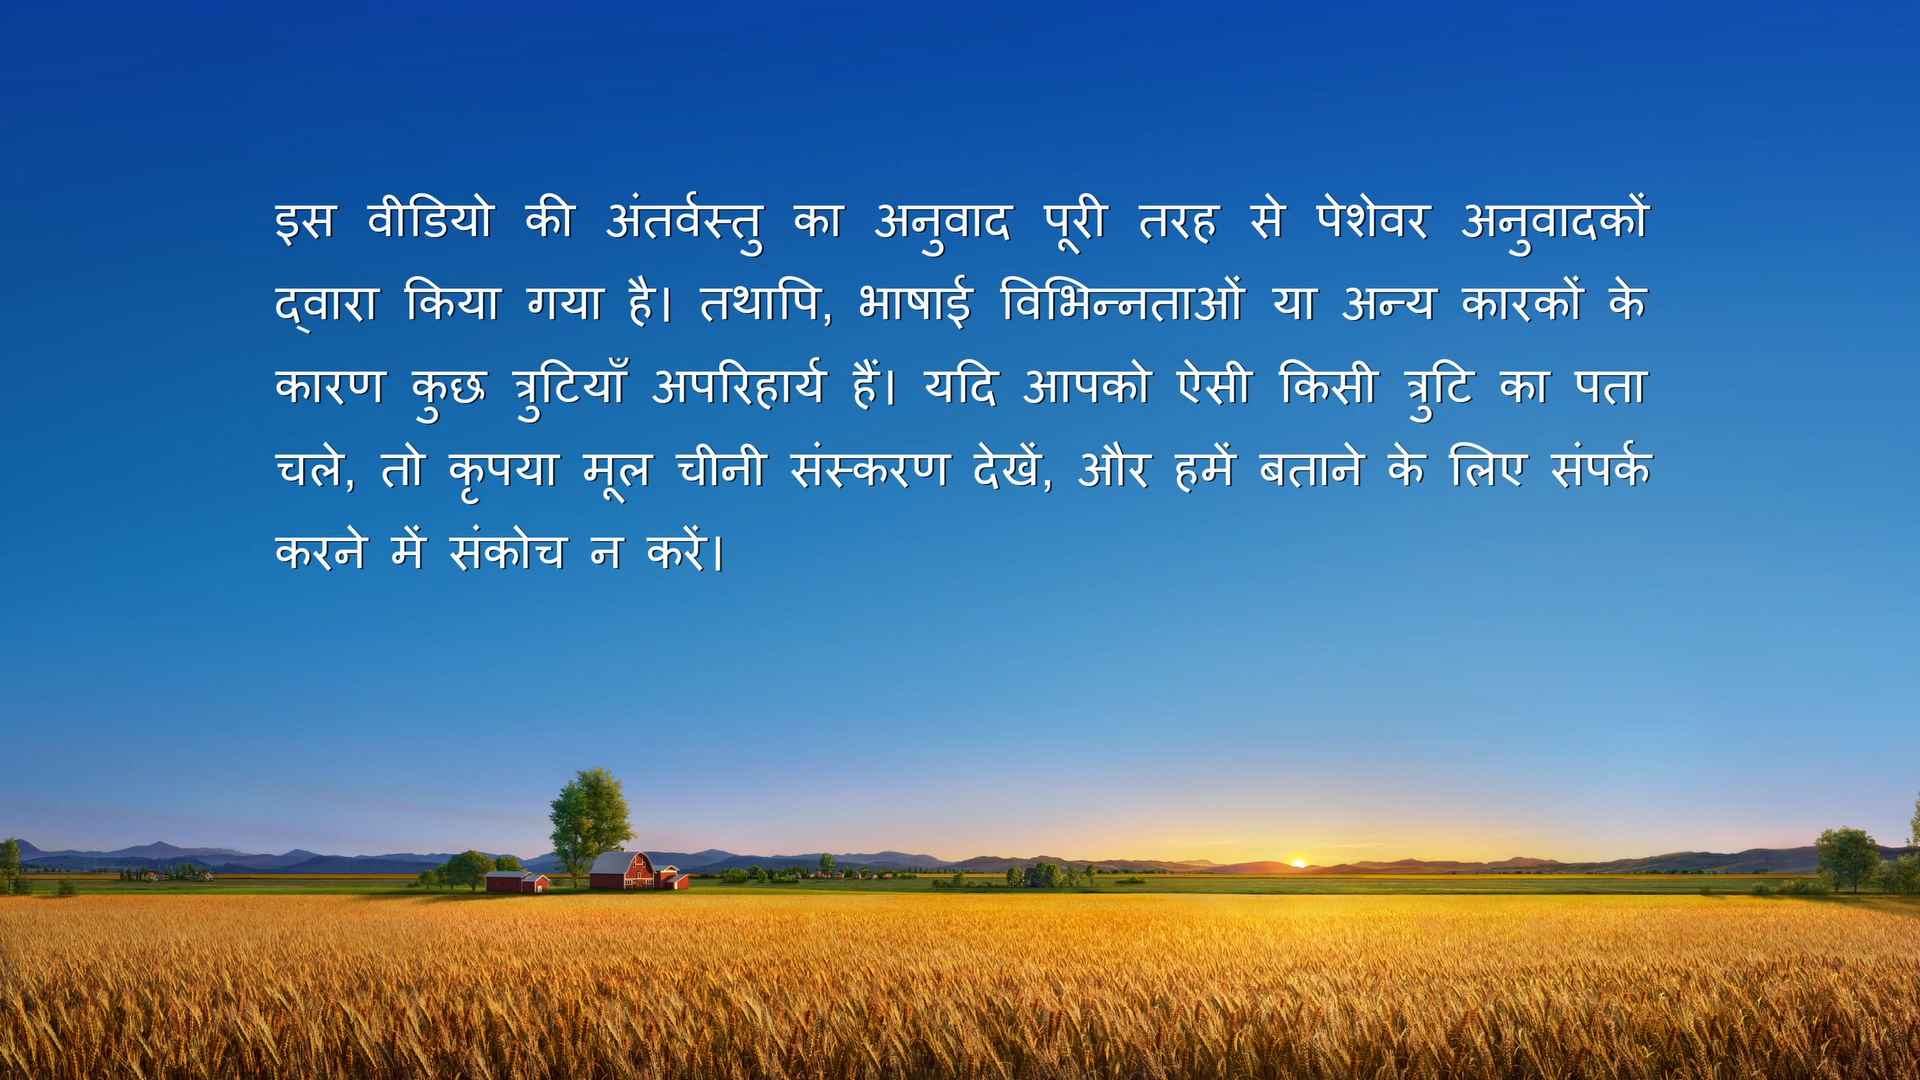 इस वीडियो की अंतर्वस्तु का अनुवाद पूरी तरह से पेशेवर अनुवादकों
द्वारा किया गया है। तथापि, भाषाई विभिन्नताओं या अन्य कारकों के
कारण कुछ त्रुटियाँ अपरिहार्य हैं। यदि आपको ऐसी किसी त्रुटि का पता
चले, तो कृपया मूल चीनी संस्करण देखें, और हमें बताने के लिए संपर्क
करने में संकोच न करें।